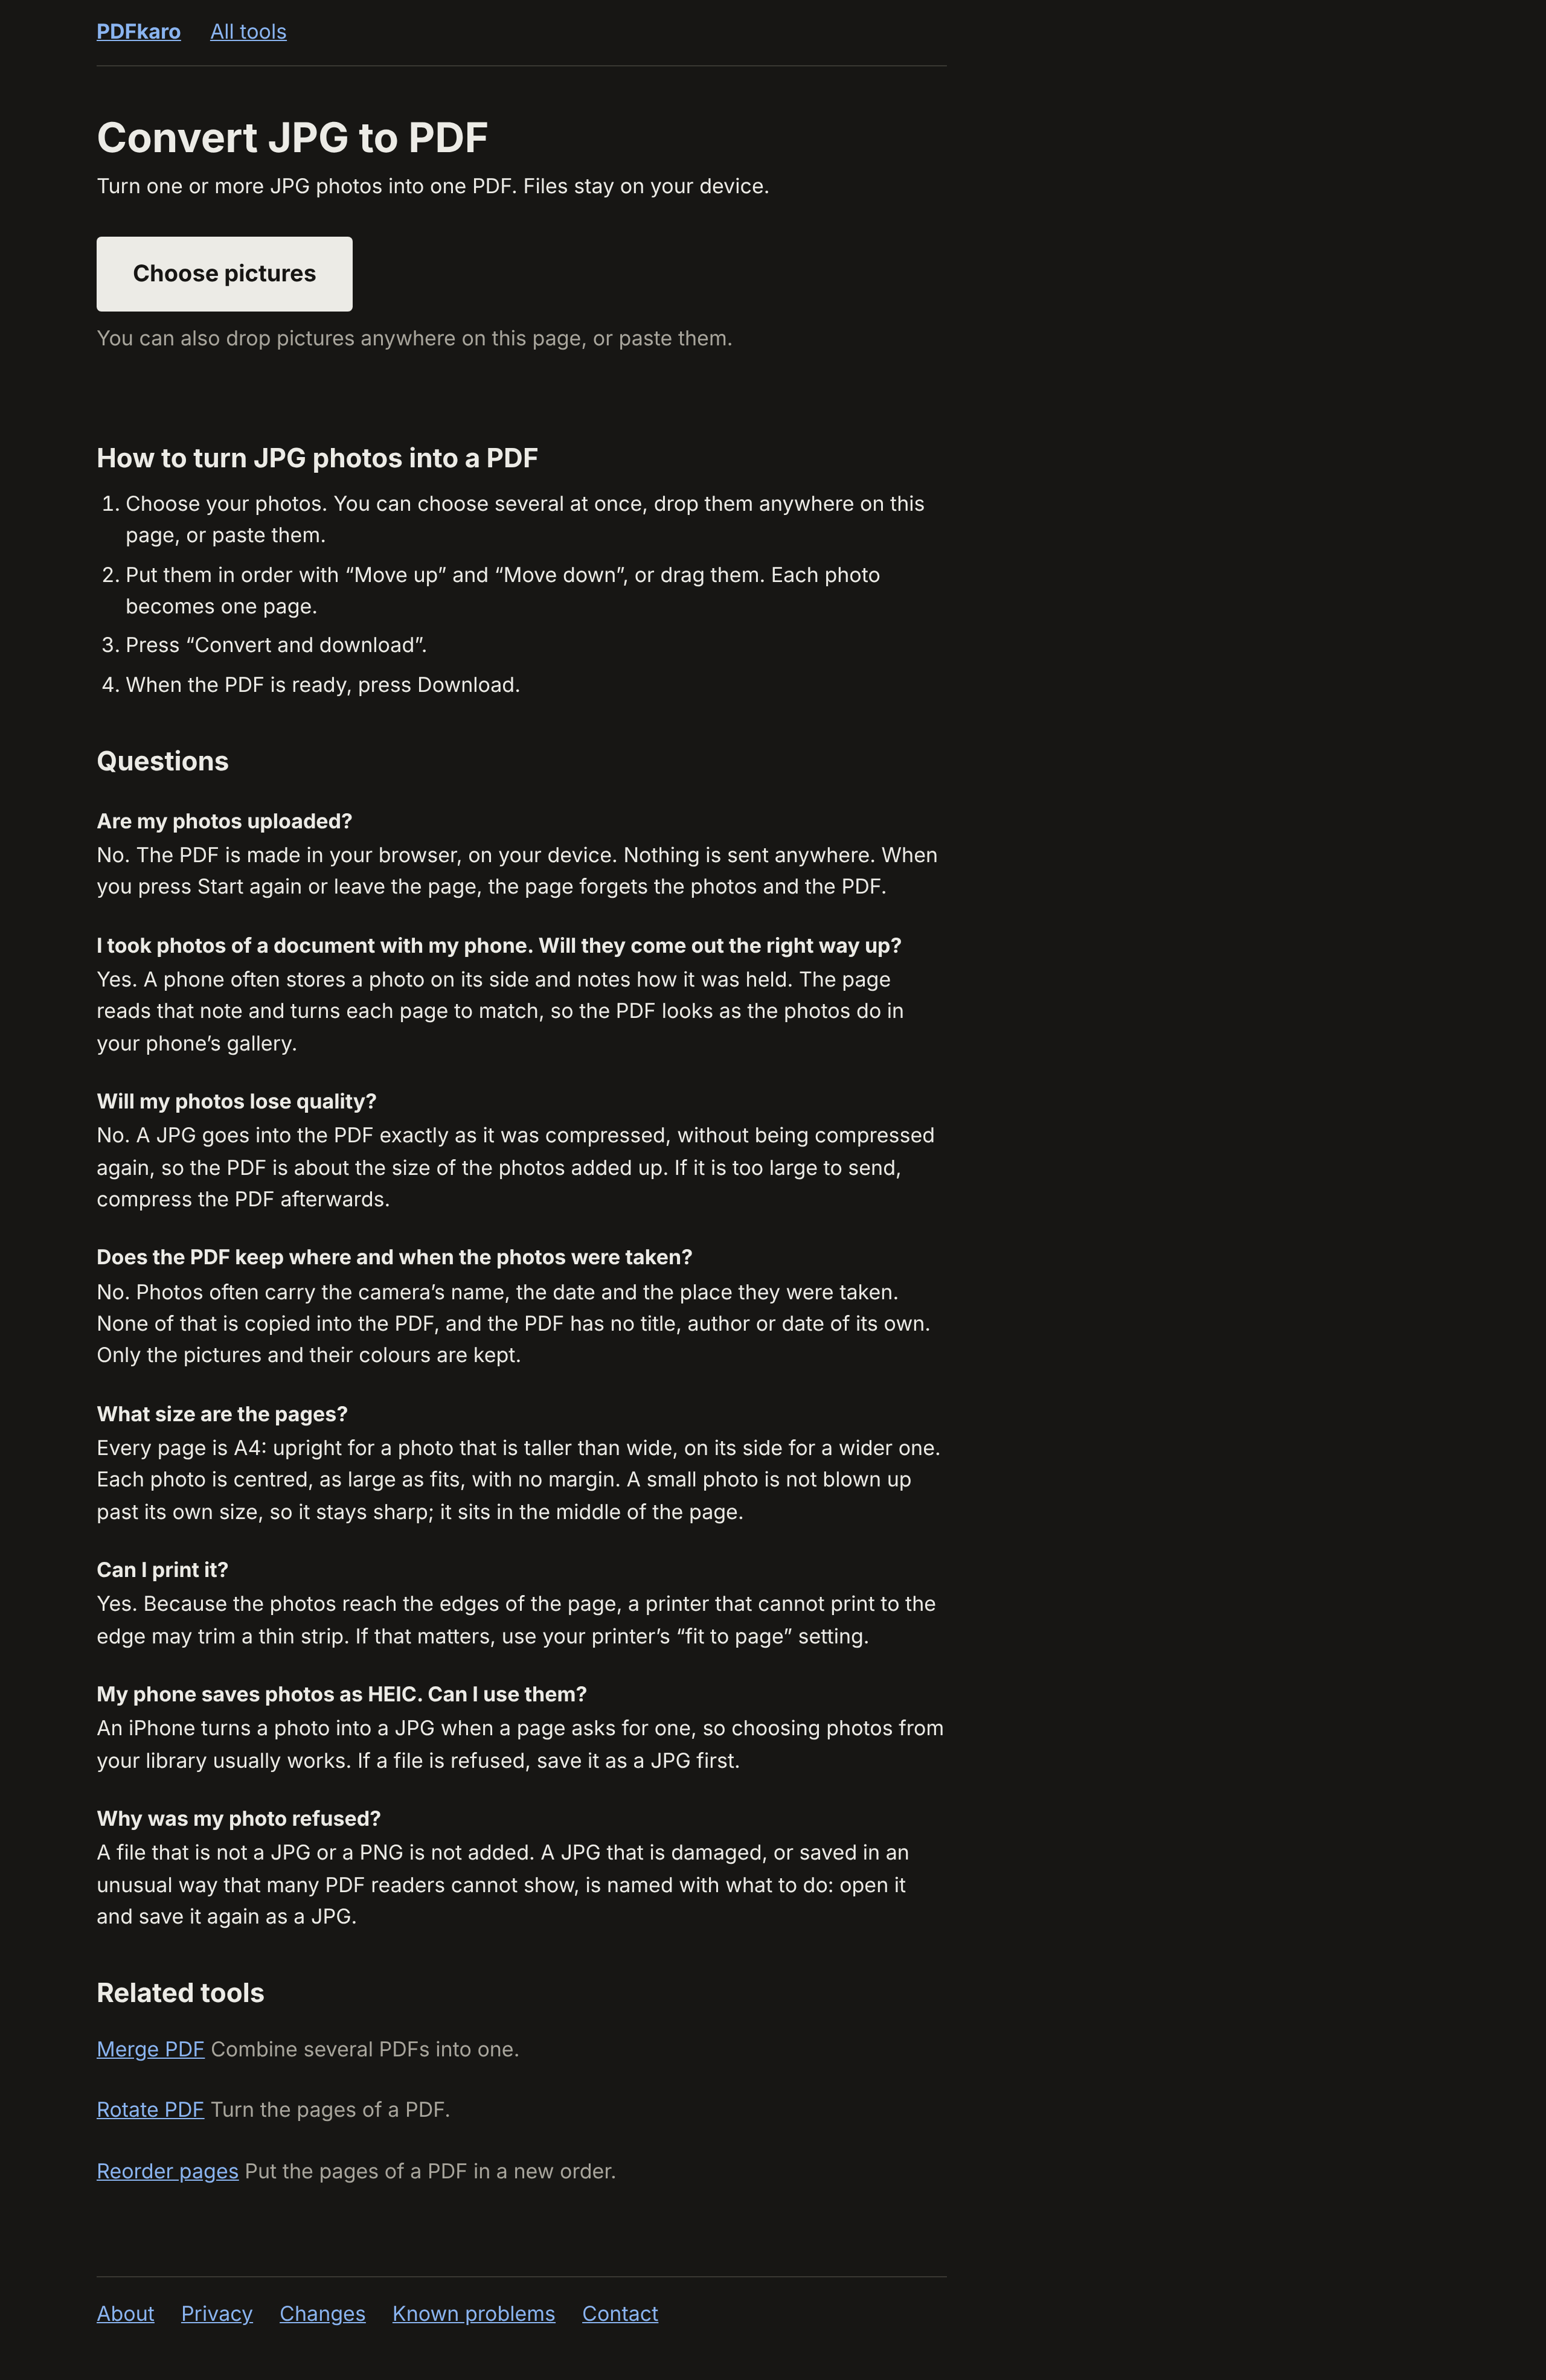 PDFkaro All tools
Convert JPG to PDF
Turn one or more JPG photos into one PDF. Files stay on your device.
Choose pictures
You can also drop pictures anywhere on this page, or paste them.
How to turn JPG photos into a PDF
1. Choose your photos. You can choose several at once, drop them anywhere on this
page, or paste them.
2. Put them in order with “Move up” and “Move down”, or drag them. Each photo
becomes one page.
3. Press “Convert and download”.
4. When the PDF is ready, press Download.
Questions
Are my photos uploaded?
No. The PDF is made in your browser, on your device. Nothing is sent anywhere. When
you press Start again or leave the page, the page forgets the photos and the PDF.
I took photos of a document with my phone. Will they come out the right way up?
Yes. A phone often stores a photo on its side and notes how it was held. The page
reads that note and turns each page to match, so the PDF looks as the photos do in
your phone’s gallery.
Will my photos lose quality?
No. A JPG goes into the PDF exactly as it was compressed, without being compressed
again, so the PDF is about the size of the photos added up. If it is too large to send,
compress the PDF afterwards.
Does the PDF keep where and when the photos were taken?
No. Photos often carry the camera’s name, the date and the place they were taken.
None of that is copied into the PDF, and the PDF has no title, author or date of its own.
Only the pictures and their colours are kept.
What size are the pages?
Every page is A4: upright for a photo that is taller than wide, on its side for a wider one.
Each photo is centred, as large as fits, with no margin. A small photo is not blown up
past its own size, so it stays sharp; it sits in the middle of the page.
Can I print it?
Yes. Because the photos reach the edges of the page, a printer that cannot print to the
edge may trim a thin strip. If that matters, use your printer’s “fit to page” setting.
My phone saves photos as HEIC. Can I use them?
An iPhone turns a photo into a JPG when a page asks for one, so choosing photos from
your library usually works. If a file is refused, save it as a JPG first.
Why was my photo refused?
A file that is not a JPG or a PNG is not added. A JPG that is damaged, or saved in an
unusual way that many PDF readers cannot show, is named with what to do: open it
and save it again as a JPG.
Related tools
Merge PDF Combine several PDFs into one.
Rotate PDF Turn the pages of a PDF.
Reorder pages Put the pages of a PDF in a new order.
About Privacy Changes Known problems Contact